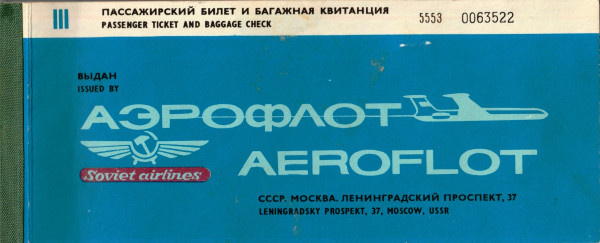 III ПАССАЖИРСКИЙ БИЛЕТ И БАГАЖНАЯ КВИТАНЦИЯ 5553 0063522
PASSENGER TICKET AND BAGGAGE CHECK
ВЫДАН
ISSUED BY
АЭРОФЛОТ
Soviet airlines
AEROFLOT
СССР. МОСКВА. ЛЕНИНГРАДСКИЙ ПРОСПЕКТ, 37
LENINGRADSKY PROSPEKT, 37, MOSCOW, USSR